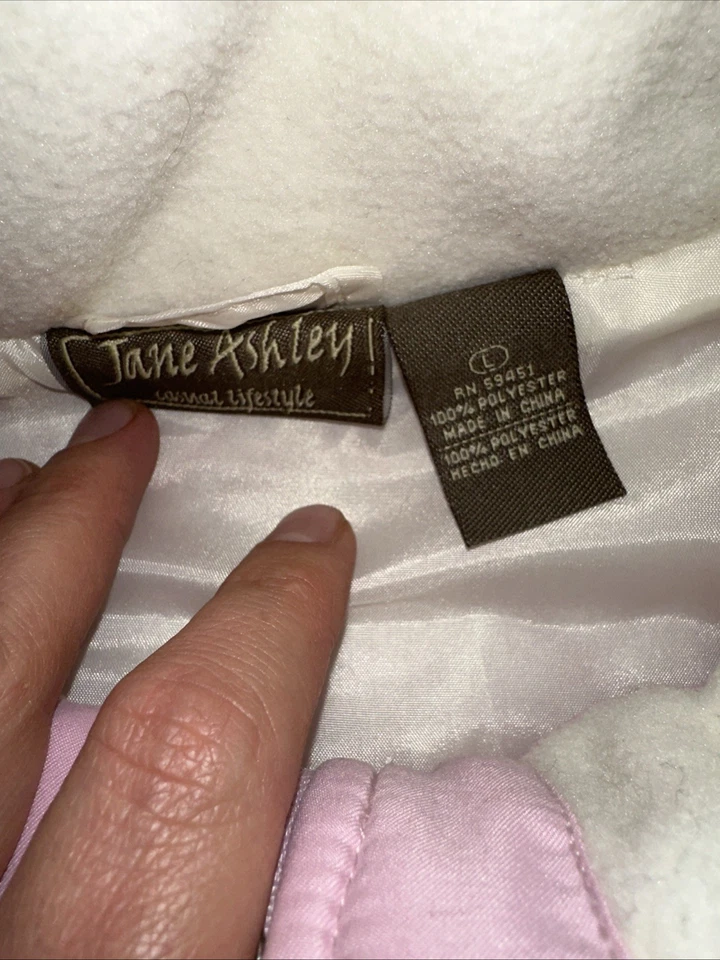 Jane Ashley
casual lifestyle
L
RN 59451
100% POLYESTER
MADE IN CHINA
100% POLYESTER
HECHO EN CHINA